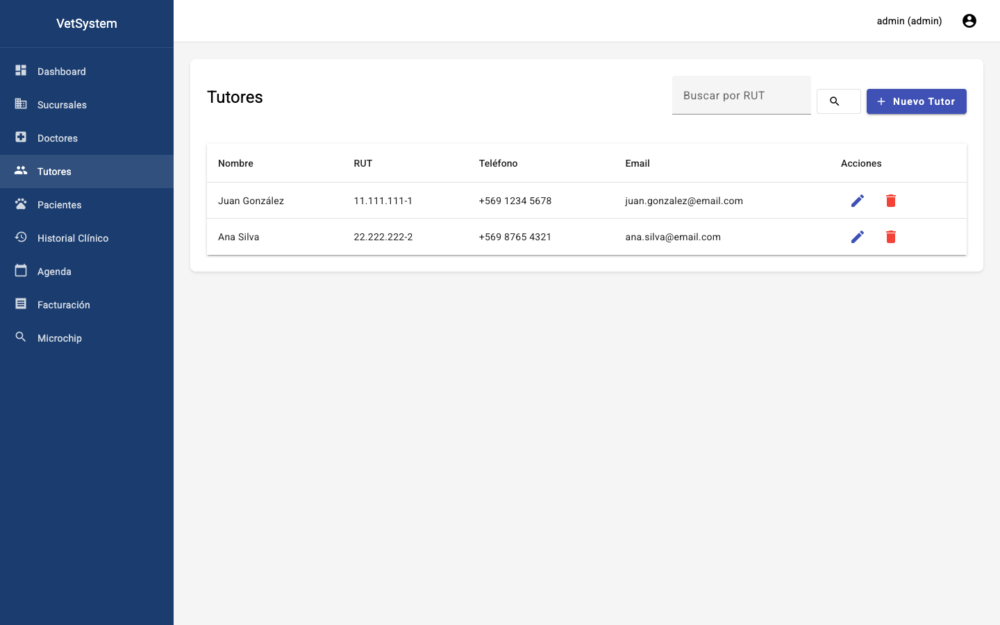 VetSystem
admin (admin)
Dashboard
Sucursales
Doctores
Tutores
Pacientes
Historial Clínico
Agenda
Facturación
Microchip
Tutores
Buscar por RUT
Nuevo Tutor
Nombre RUT Teléfono Email Acciones
Juan González 11.111.111-1 +569 1234 5678 juan.gonzalez@email.com
Ana Silva 22.222.222-2 +569 8765 4321 ana.silva@email.com